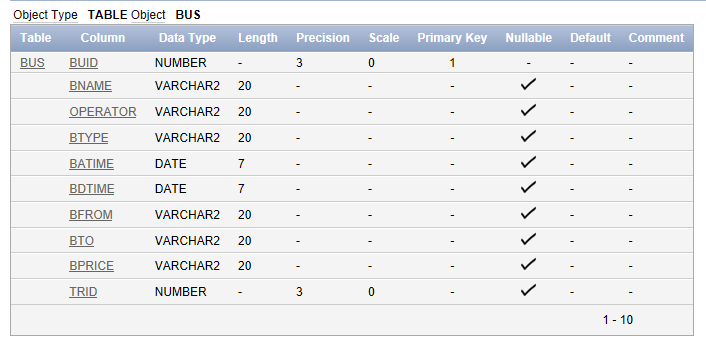 Object Type TABLE Object BUS
Table Column Data Type Length Precision Scale Primary Key Nullable Default Comment
BUS BUID NUMBER - 3 0 1 - - -
BNAME VARCHAR2 20 - - - ✓ - -
OPERATOR VARCHAR2 20 - - - ✓ - -
BTYPE VARCHAR2 20 - - - ✓ - -
BATIME DATE 7 - - - ✓ - -
BDTIME DATE 7 - - - ✓ - -
BFROM VARCHAR2 20 - - - ✓ - -
BTO VARCHAR2 20 - - - ✓ - -
BPRICE VARCHAR2 20 - - - ✓ - -
TRID NUMBER - 3 0 - ✓ - -
1 - 10